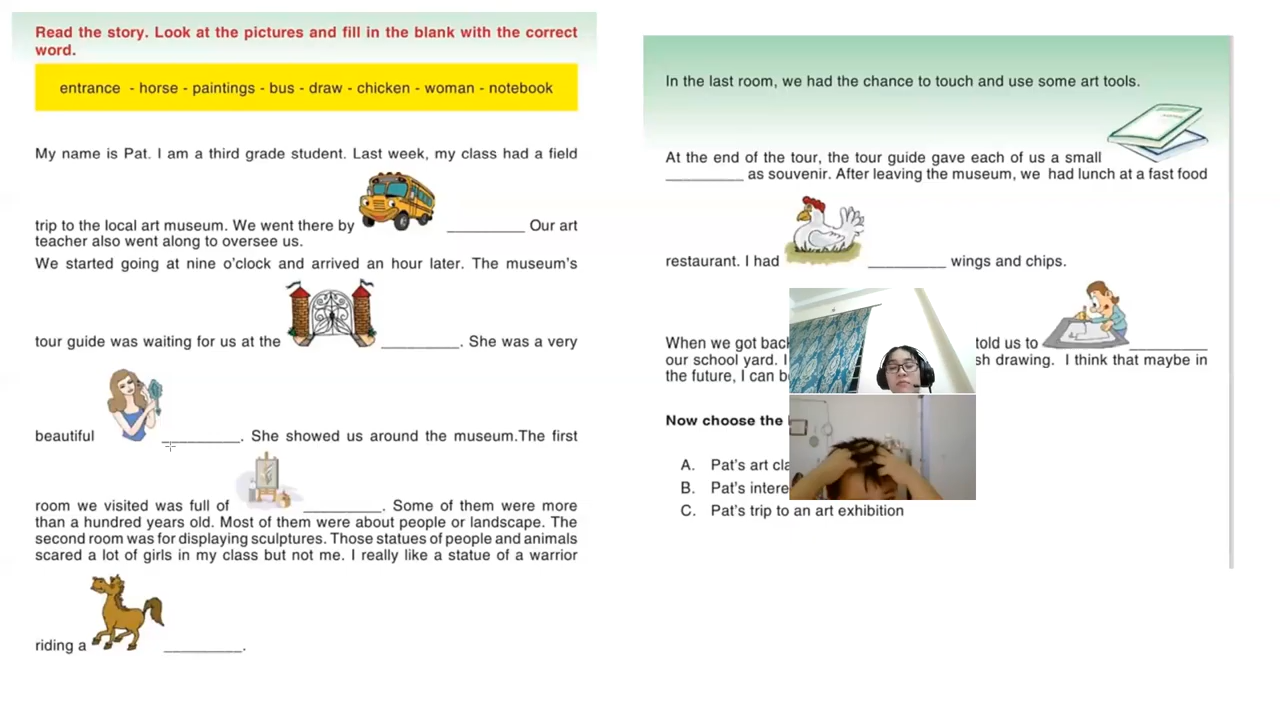 Read the story. Look at the pictures and fill in the blank with the correct
word.
entrance - horse - paintings - bus - draw - chicken - woman - notebook
My name is Pat. I am a third grade student. Last week, my class had a field
trip to the local art museum. We went there by __________ Our art
teacher also went along to oversee us.
We started going at nine o'clock and arrived an hour later. The museum's
tour guide was waiting for us at the __________. She was a very
beautiful __________. She showed us around the museum.The first
room we visited was full of __________. Some of them were more
than a hundred years old. Most of them were about people or landscape. The
second room was for displaying sculptures. Those statues of people and animals
scared a lot of girls in my class but not me. I really like a statue of a warrior
riding a __________.
In the last room, we had the chance to touch and use some art tools.
At the end of the tour, the tour guide gave each of us a small
__________ as souvenir. After leaving the museum, we had lunch at a fast food
restaurant. I had __________ wings and chips.
When we got back told us to __________
our school yard. drawing. I think that maybe in
the future, I can
Now choose the
A. Pat's art
B. Pat's
C. Pat's trip to an art exhibition